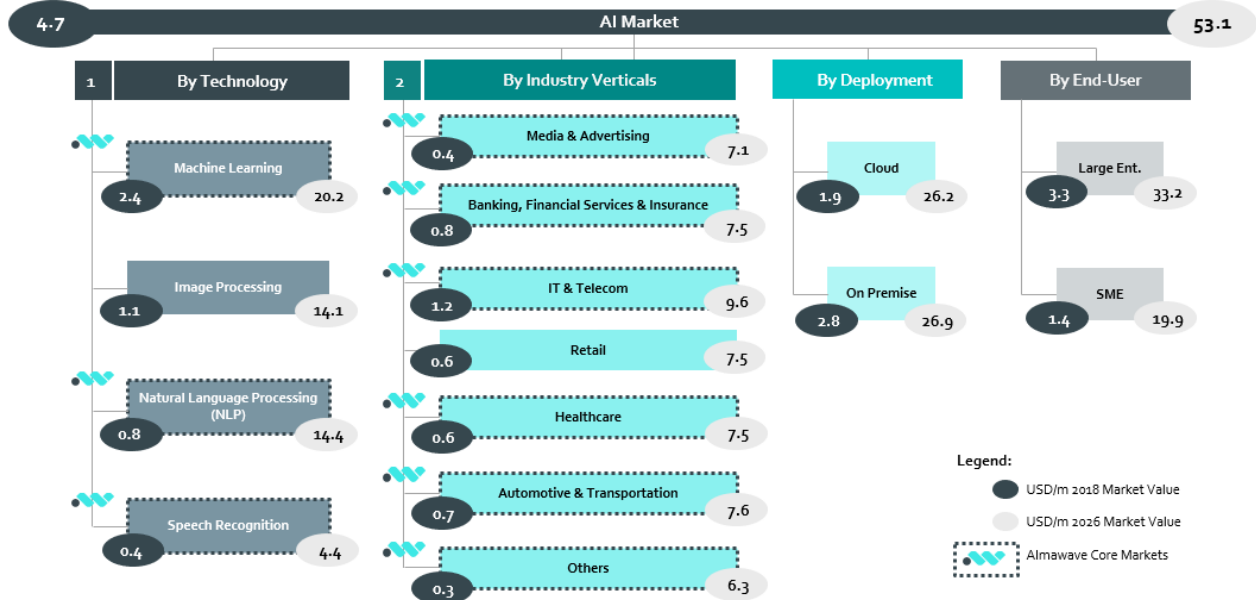 4.7
AI Market
53.1
1
By Technology
Machine Learning
2.4
20.2
Image Processing
1.1
14.1
Natural Language Processing
(NLP)
0.8
14.4
Speech Recognition
0.4
4.4
2
By Industry Verticals
Media & Advertising
0.4
7.1
Banking, Financial Services & Insurance
0.8
7.5
IT & Telecom
1.2
9.6
Retail
0.6
7.5
Healthcare
0.6
7.5
Automotive & Transportation
0.7
7.6
Others
0.3
6.3
By Deployment
Cloud
1.9
26.2
On Premise
2.8
26.9
By End-User
Large Ent.
3.3
33.2
SME
1.4
19.9
Legend:
USD/m 2018 Market Value
USD/m 2026 Market Value
Almawave Core Markets